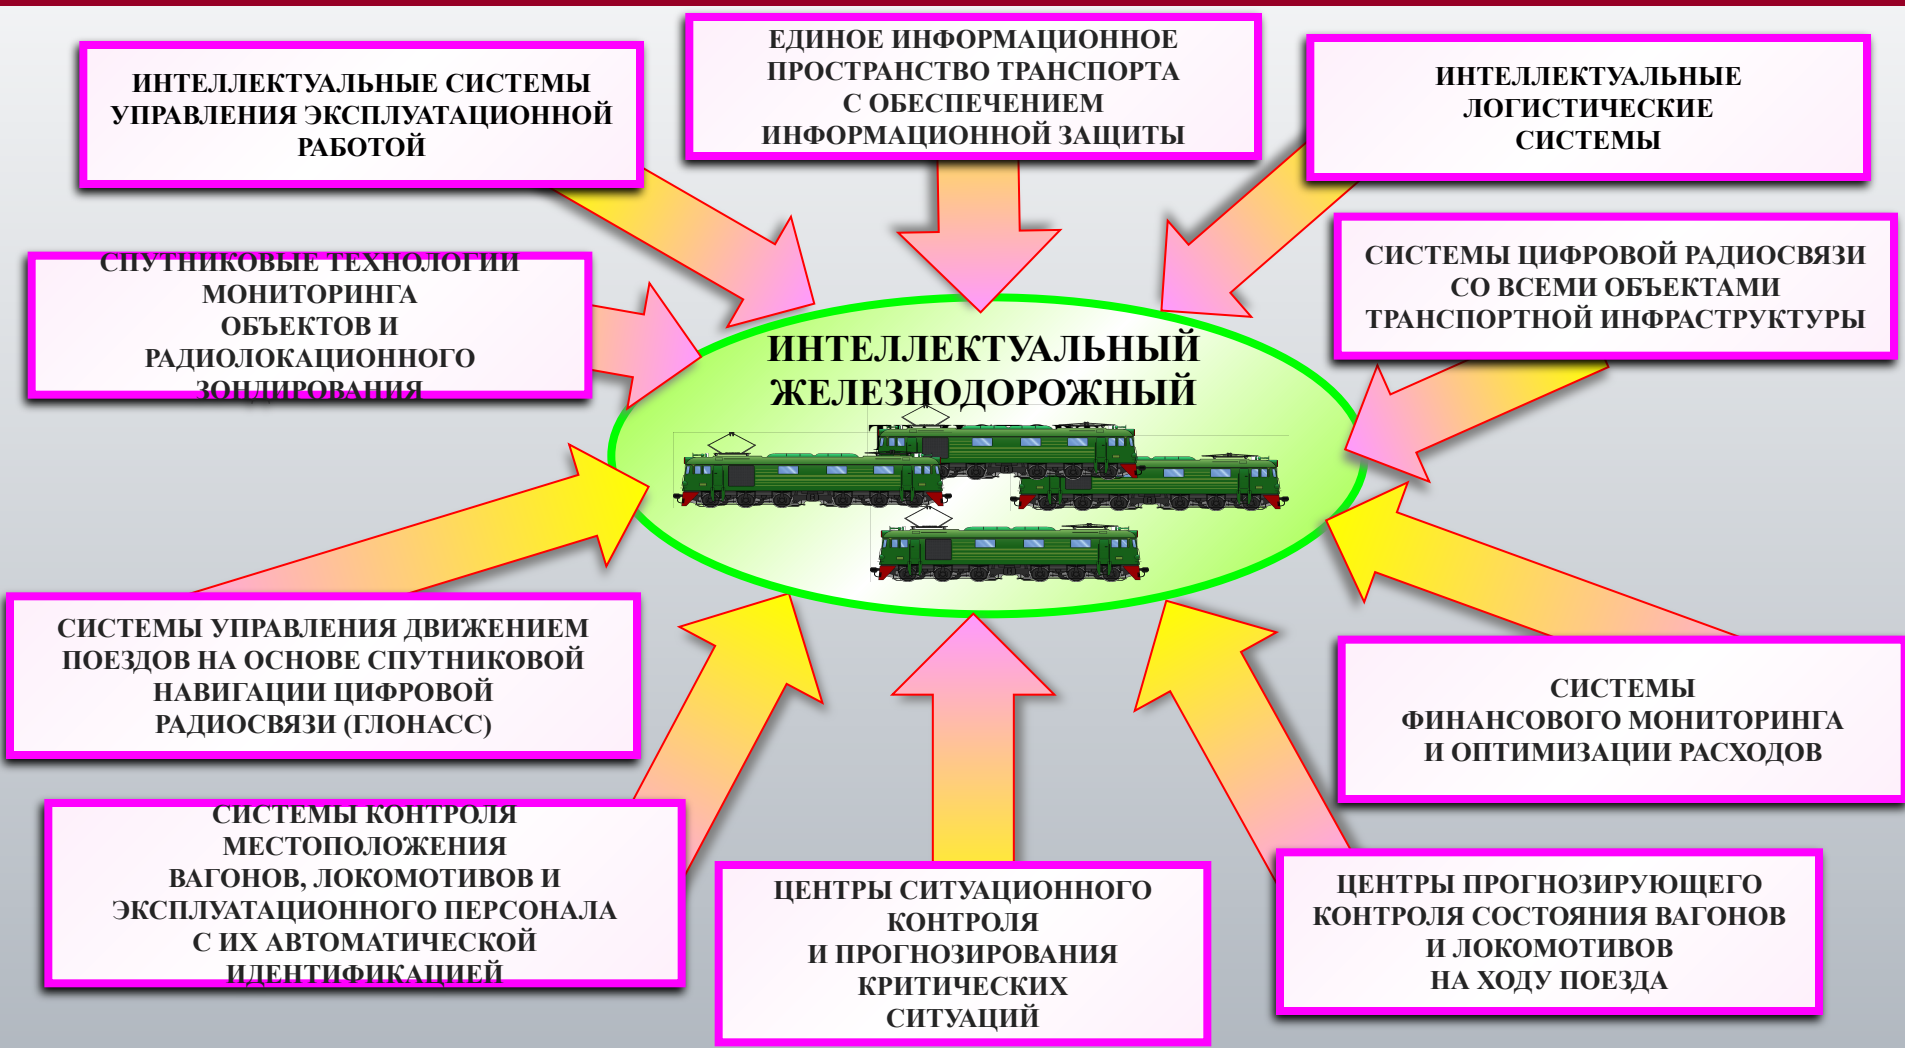 ИНТЕЛЛЕКТУАЛЬНЫЕ СИСТЕМЫ
УПРАВЛЕНИЯ ЭКСПЛУАТАЦИОННОЙ
РАБОТОЙ
ЕДИНОЕ ИНФОРМАЦИОННОЕ
ПРОСТРАНСТВО ТРАНСПОРТА
С ОБЕСПЕЧЕНИЕМ
ИНФОРМАЦИОННОЙ ЗАЩИТЫ
ИНТЕЛЛЕКТУАЛЬНЫЕ
ЛОГИСТИЧЕСКИЕ
СИСТЕМЫ
СПУТНИКОВЫЕ ТЕХНОЛОГИИ
МОНИТОРИНГА
ОБЪЕКТОВ И
РАДИОЛОКАЦИОННОГО
ЗОНДИРОВАНИЯ
СИСТЕМЫ ЦИФРОВОЙ РАДИОСВЯЗИ
СО ВСЕМИ ОБЪЕКТАМИ
ТРАНСПОРТНОЙ ИНФРАСТРУКТУРЫ
ИНТЕЛЛЕКТУАЛЬНЫЙ
ЖЕЛЕЗНОДОРОЖНЫЙ
СИСТЕМЫ УПРАВЛЕНИЯ ДВИЖЕНИЕМ
ПОЕЗДОВ НА ОСНОВЕ СПУТНИКОВОЙ
НАВИГАЦИИ ЦИФРОВОЙ
РАДИОСВЯЗИ (ГЛОНАСС)
СИСТЕМЫ
ФИНАНСОВОГО МОНИТОРИНГА
И ОПТИМИЗАЦИИ РАСХОДОВ
СИСТЕМЫ КОНТРОЛЯ
МЕСТОПОЛОЖЕНИЯ
ВАГОНОВ, ЛОКОМОТИВОВ И
ЭКСПЛУАТАЦИОННОГО ПЕРСОНАЛА
С ИХ АВТОМАТИЧЕСКОЙ
ИДЕНТИФИКАЦИЕЙ
ЦЕНТРЫ СИТУАЦИОННОГО
КОНТРОЛЯ
И ПРОГНОЗИРОВАНИЯ
КРИТИЧЕСКИХ
СИТУАЦИЙ
ЦЕНТРЫ ПРОГНОЗИРУЮЩЕГО
КОНТРОЛЯ СОСТОЯНИЯ ВАГОНОВ
И ЛОКОМОТИВОВ
НА ХОДУ ПОЕЗДА